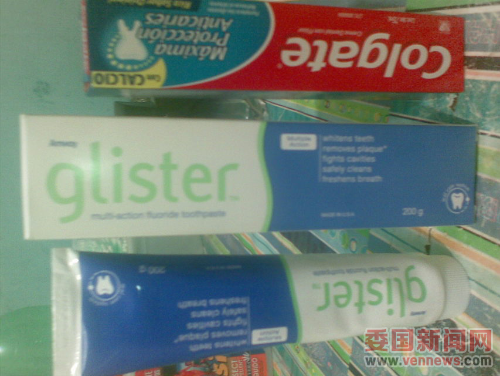 Colgate
Máxima
Protección
Anticaries
Con CALCIO
Amway
glister
multi-action fluoride toothpaste
Multiple
Action
whitens teeth
removes plaque*
fights cavities
safely cleans
freshens breath
200 g
glister
multi-action fluoride toothpaste
whitens teeth
removes plaque*
fights cavities
safely cleans
freshens breath
200 g
委国新闻网
www.vennews.com